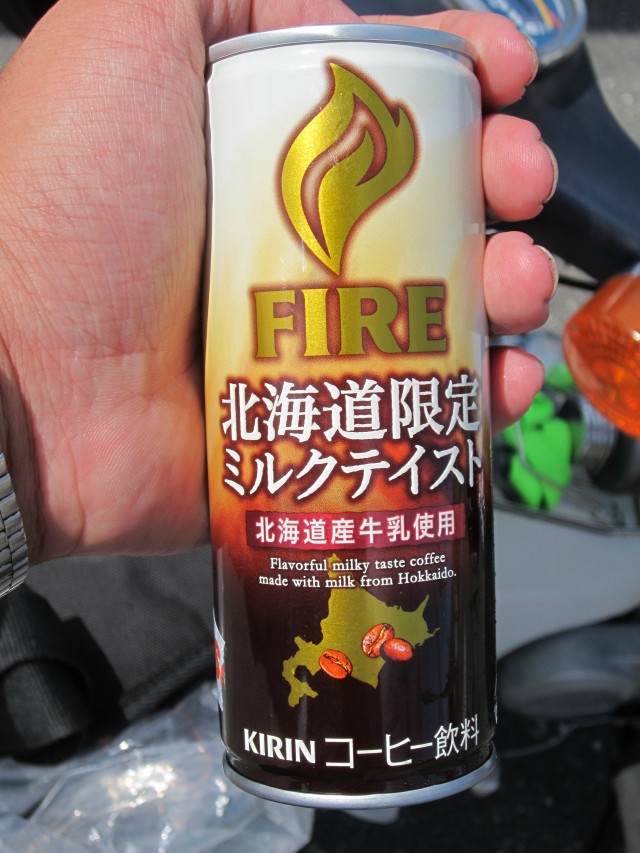 FIRE
北海道限定
ミルクテイスト
北海道産牛乳使用
Flavorful milky taste coffee
made with milk from Hokkaido.
KIRIN コーヒー飲料